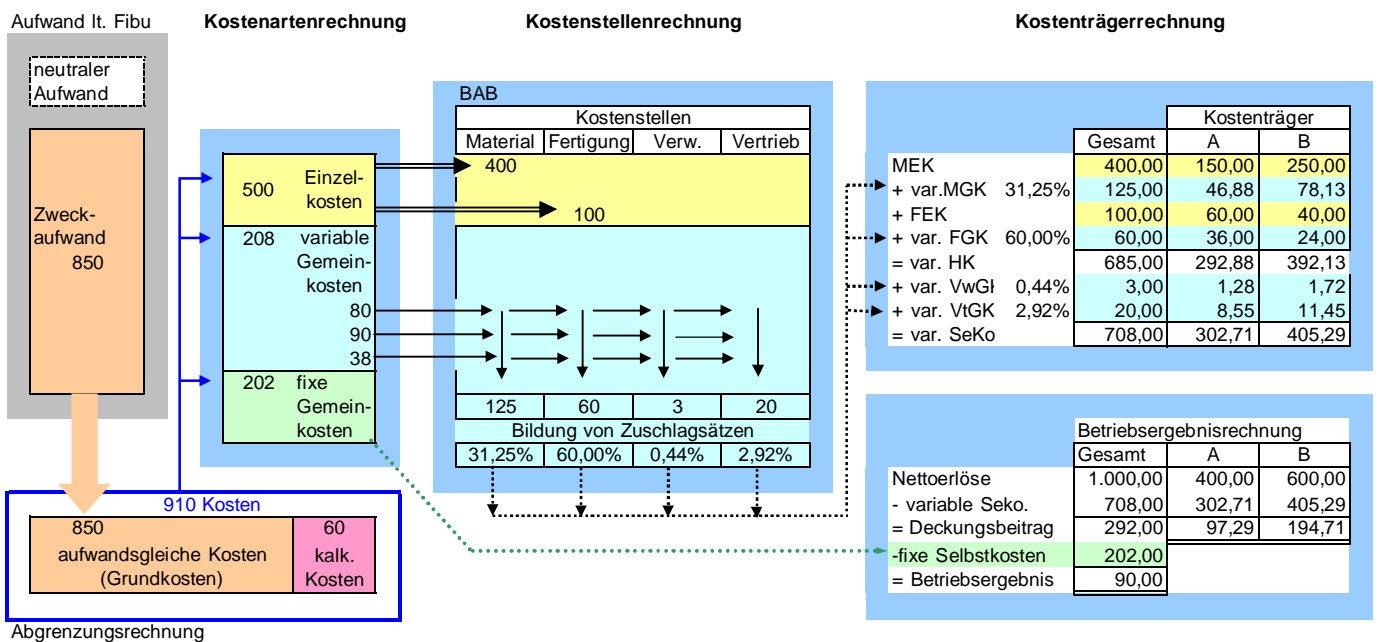 Aufwand lt. Fibu
Kostenartenrechnung
Kostenstellenrechnung
Kostenträgerrechnung
neutraler
Aufwand
Zweck-
aufwand
850
500 Einzel-
kosten
208 variable
Gemein-
kosten
80
90
38
202 fixe
Gemein-
kosten
BAB
Kostenstellen
Material Fertigung Verw. Vertrieb
400
100
125 60 3 20
Bildung von Zuschlagsätzen
31,25% 60,00% 0,44% 2,92%
Kostenträger
Gesamt A B
MEK 400,00 150,00 250,00
+ var.MGK 31,25% 125,00 46,88 78,13
+ FEK 100,00 60,00 40,00
+ var. FGK 60,00% 60,00 36,00 24,00
= var. HK 685,00 292,88 392,13
+ var. VwGI 0,44% 3,00 1,28 1,72
+ var. VtGK 2,92% 20,00 8,55 11,45
= var. SeKo 708,00 302,71 405,29
Betriebsergebnisrechnung
Gesamt A B
Nettoerlöse 1.000,00 400,00 600,00
- variable Seko. 708,00 302,71 405,29
= Deckungsbeitrag 292,00 97,29 194,71
-fixe Selbstkosten 202,00
= Betriebsergebnis 90,00
910 Kosten
850
aufwandsgleiche Kosten
(Grundkosten)
60
kalk.
Kosten
Abgrenzungsrechnung